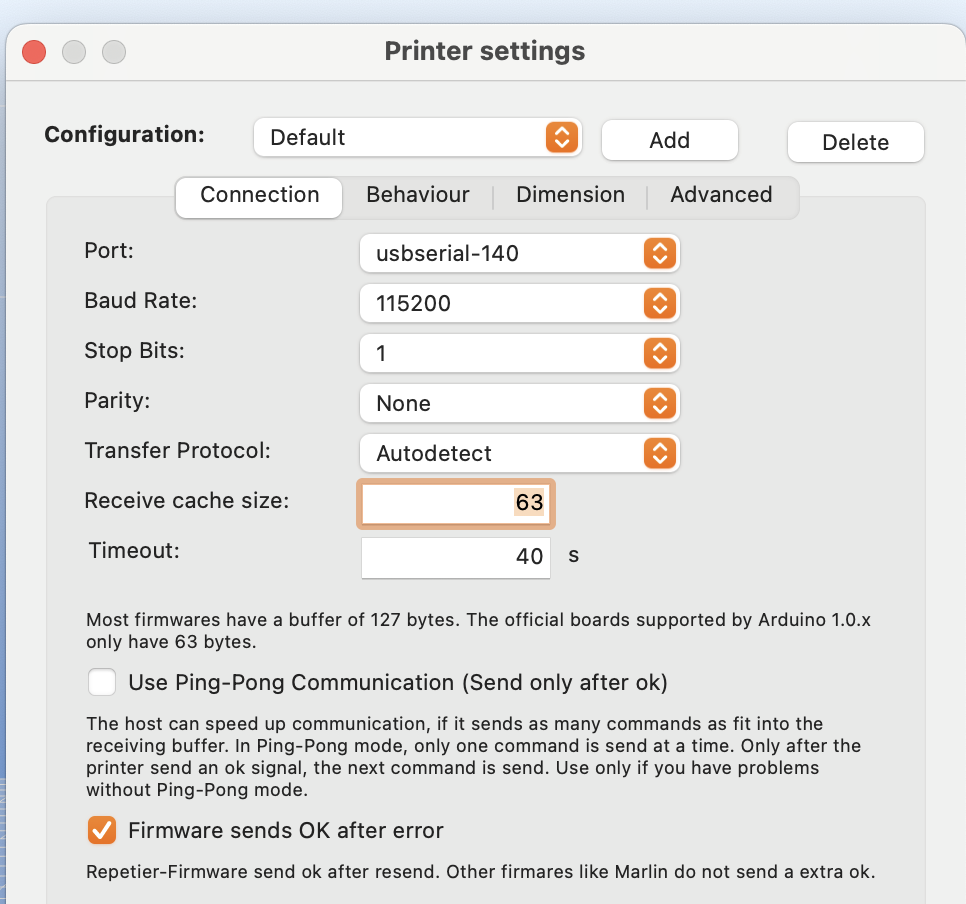 Printer settings
Configuration: Default Add Delete
Connection Behaviour Dimension Advanced
Port: usbserial-140
Baud Rate: 115200
Stop Bits: 1
Parity: None
Transfer Protocol: Autodetect
Receive cache size: 63
Timeout: 40 s
Most firmwares have a buffer of 127 bytes. The official boards supported by Arduino 1.0.x
only have 63 bytes.
Use Ping-Pong Communication (Send only after ok)
The host can speed up communication, if it sends as many commands as fit into the
receiving buffer. In Ping-Pong mode, only one command is send at a time. Only after the
printer send an ok signal, the next command is send. Use only if you have problems
without Ping-Pong mode.
Firmware sends OK after error
Repetier-Firmware send ok after resend. Other firmares like Marlin do not send a extra ok.